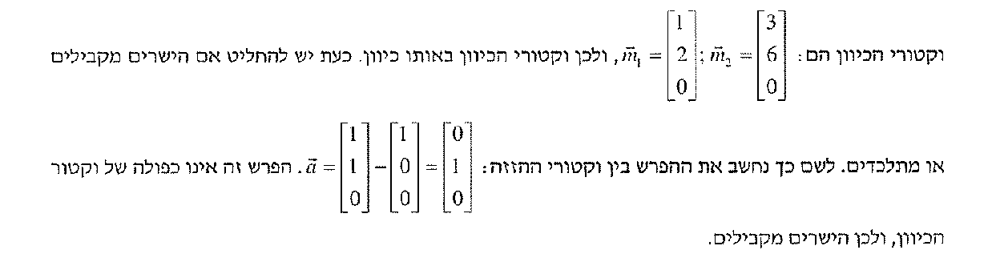 וקטורי הכיוון הם: $\vec{m}_1 = \begin{bmatrix} 1 \\ 2 \\ 0 \end{bmatrix} ; \vec{m}_2 = \begin{bmatrix} 3 \\ 6 \\ 0 \end{bmatrix}$, ולכן וקטורי הכיוון באותו כיוון. כעת יש להחליט אם הישרים מקבילים
או מתלכדים. לשם כך נחשב את ההפרש בין וקטורי ההזזה: $\vec{a} = \begin{bmatrix} 1 \\ 1 \\ 0 \end{bmatrix} - \begin{bmatrix} 1 \\ 0 \\ 0 \end{bmatrix} = \begin{bmatrix} 0 \\ 1 \\ 0 \end{bmatrix}$. הפרש זה אינו כפולה של וקטור
הכיוון, ולכן הישרים מקבילים.